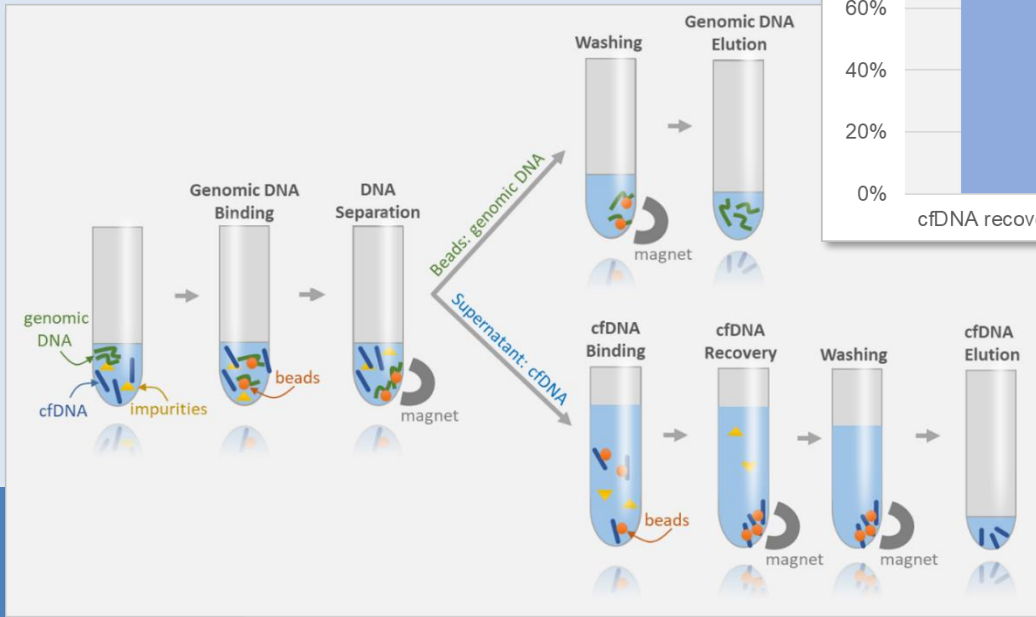 genomic
DNA
cfDNA
impurities
Genomic DNA
Binding
beads
DNA
Separation
magnet
Beads: genomic DNA
Supernatant: cfDNA
Washing
magnet
Genomic DNA
Elution
cfDNA
Binding
beads
cfDNA
Recovery
magnet
Washing
magnet
cfDNA
Elution
60%
40%
20%
0%
cfDNA